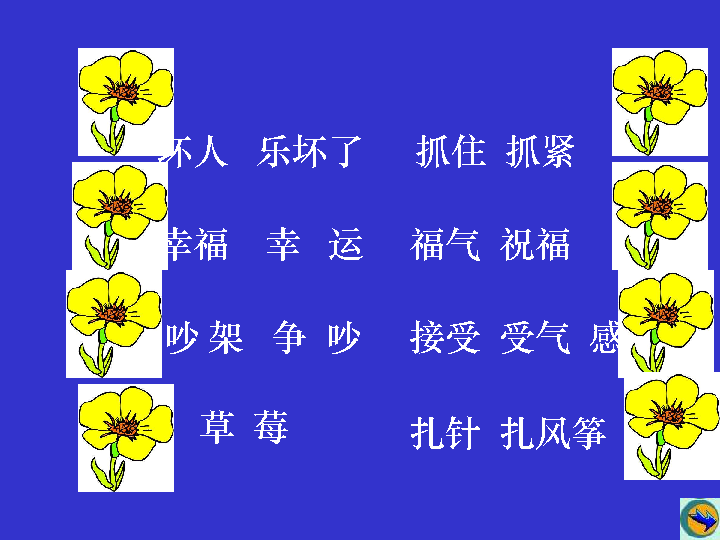 坏人 乐坏了 抓住 抓紧
幸福 幸 运 福气 祝福
吵 架 争 吵 接受 受气 感
草 莓 扎针 扎风筝